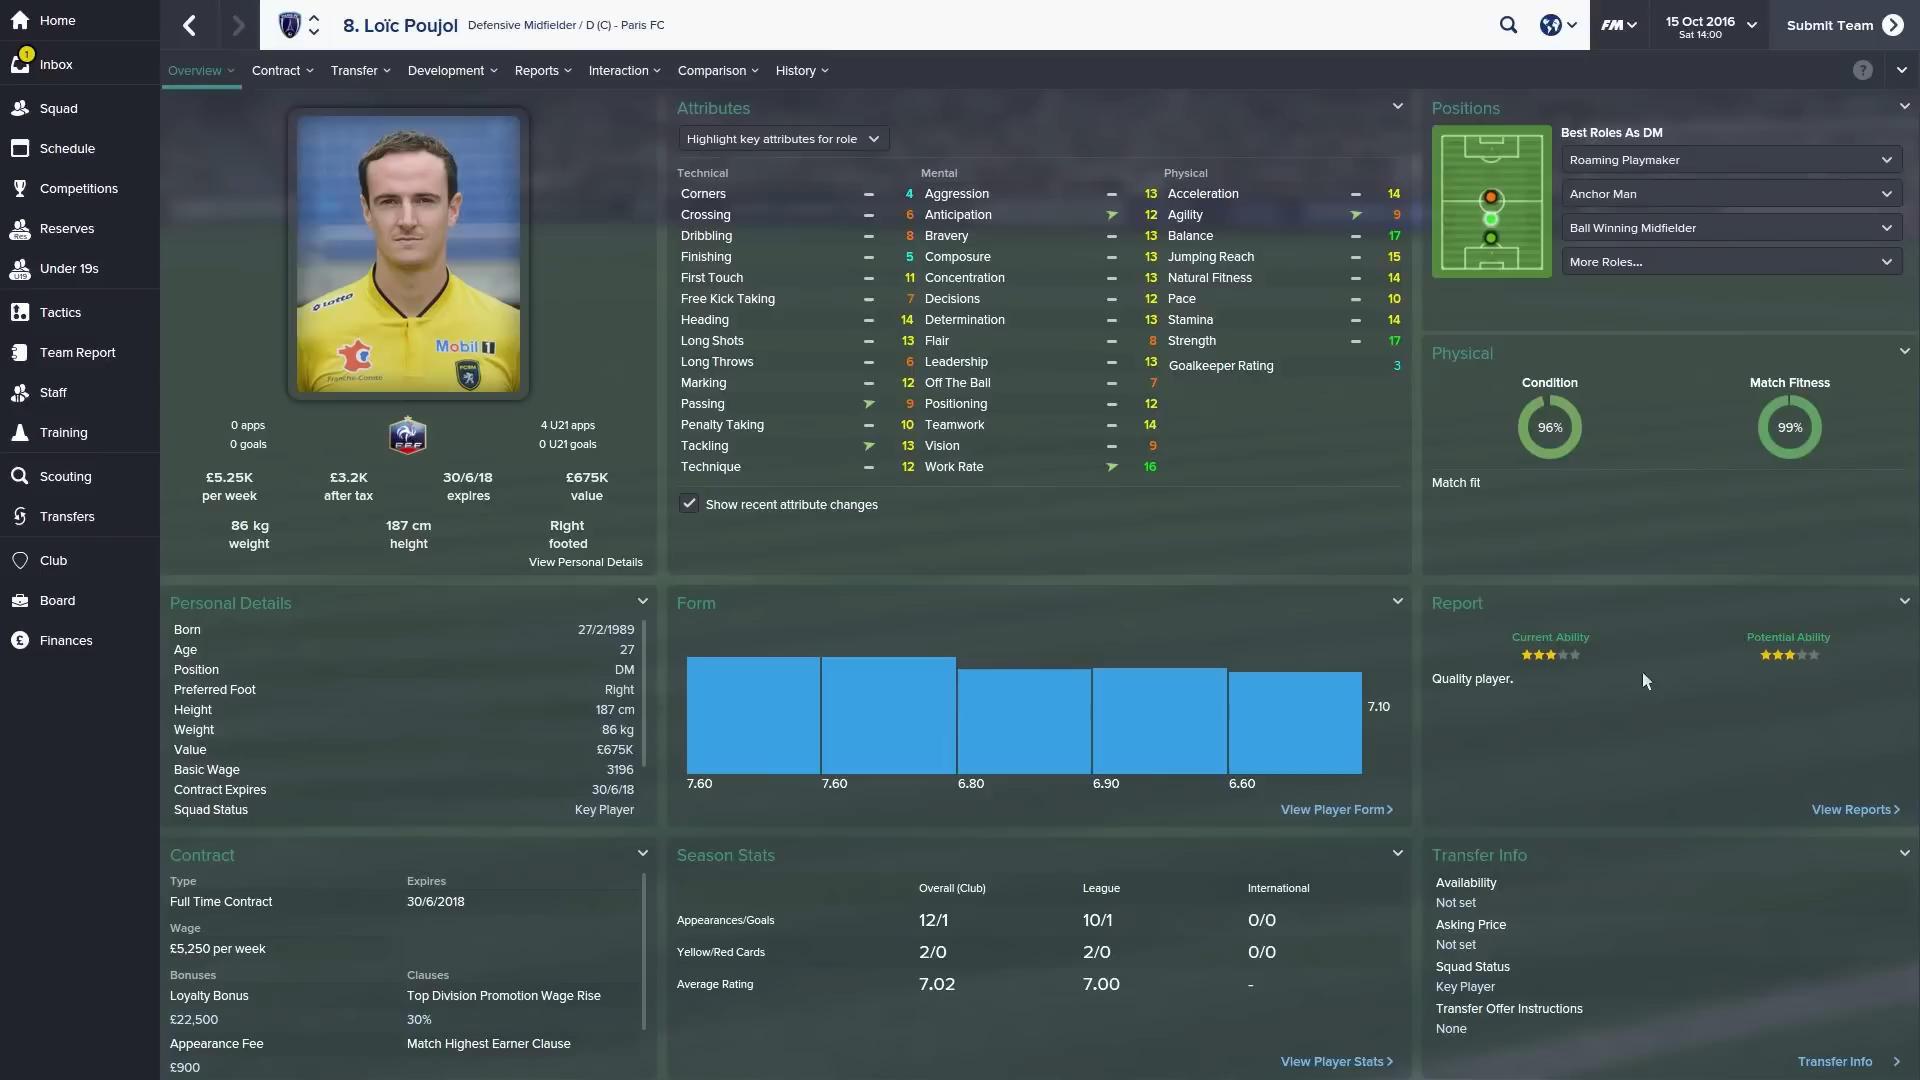 Home
1
Inbox
Squad
Schedule
Competitions
Res
Reserves
U19
Under 19s
Tactics
Team Report
Staff
Training
Scouting
Transfers
Club
Board
£
Finances
8. Loïc Poujol
Defensive Midfielder / D (C) - Paris FC
FM
15 Oct 2016
Sat 14:00
Submit Team
Overview
Contract
Transfer
Development
Reports
Interaction
Comparison
History
?
Lotto
Mobil 1
Franche-Comté
FCSM
FFF
0 apps
0 goals
4 U21 apps
0 U21 goals
£5.25K
per week
£3.2K
after tax
30/6/18
expires
£675K
value
86 kg
weight
187 cm
height
Right
footed
View Personal Details
Attributes
Highlight key attributes for role
Technical Mental Physical
Corners 4 Aggression 13 Acceleration 14
Crossing 6 Anticipation 12 Agility 9
Dribbling 8 Bravery 13 Balance 17
Finishing 5 Composure 13 Jumping Reach 15
First Touch 11 Concentration 13 Natural Fitness 14
Free Kick Taking 7 Decisions 12 Pace 10
Heading 14 Determination 13 Stamina 14
Long Shots 13 Flair 8 Strength 17
Long Throws 6 Leadership 13 Goalkeeper Rating 3
Marking 12 Off The Ball 7
Passing 9 Positioning 12
Penalty Taking 10 Teamwork 14
Tackling 13 Vision 9
Technique 12 Work Rate 16
Show recent attribute changes
Positions
Best Roles As DM
Roaming Playmaker
Anchor Man
Ball Winning Midfielder
More Roles...
Physical
Condition
96%
Match Fitness
99%
Match fit
Personal Details
Born 27/2/1989
Age 27
Position DM
Preferred Foot Right
Height 187 cm
Weight 86 kg
Value £675K
Basic Wage 3196
Contract Expires 30/6/18
Squad Status Key Player
Form
7.10
7.60 7.60 6.80 6.90 6.60
View Player Form >
Report
Current Ability
Potential Ability
Quality player.
View Reports >
Contract
Type Expires
Full Time Contract 30/6/2018
Wage
£5,250 per week
Bonuses Clauses
Loyalty Bonus Top Division Promotion Wage Rise
£22,500 30%
Appearance Fee Match Highest Earner Clause
£900
Season Stats
Overall (Club) League International
Appearances/Goals 12/1 10/1 0/0
Yellow/Red Cards 2/0 2/0 0/0
Average Rating 7.02 7.00 -
View Player Stats >
Transfer Info
Availability
Not set
Asking Price
Not set
Squad Status
Key Player
Transfer Offer Instructions
None
Transfer Info >